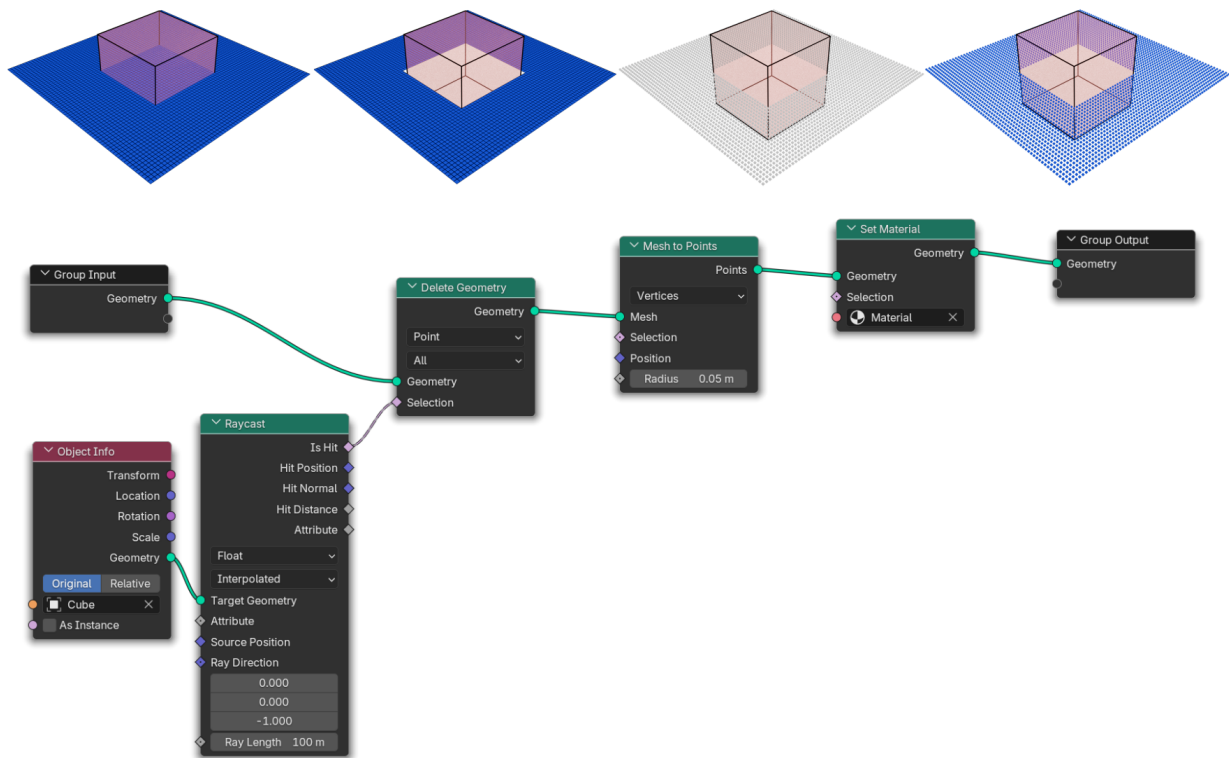 Group Input
Geometry
Object Info
Transform
Location
Rotation
Scale
Geometry
Original Relative
Cube
As Instance
Raycast
Is Hit
Hit Position
Hit Normal
Hit Distance
Attribute
Float
Interpolated
Target Geometry
Attribute
Source Position
Ray Direction
0.000
0.000
-1.000
Ray Length 100 m
Delete Geometry
Geometry
Point
All
Geometry
Selection
Mesh to Points
Points
Vertices
Mesh
Selection
Position
Radius 0.05 m
Set Material
Geometry
Geometry
Selection
Material
Group Output
Geometry